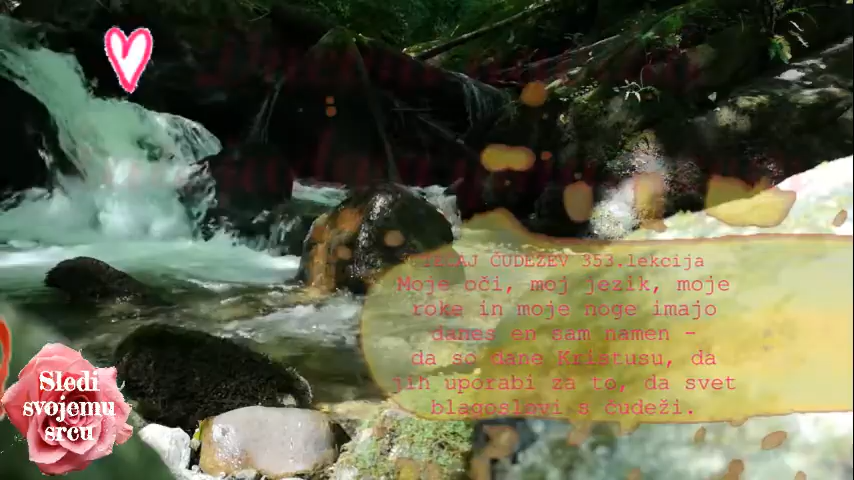 TEČAJ ČUDEŽEV 353.lekcija
Moje oči, moj jezik, moje
roke in moje noge imajo
danes en sam namen -
da so dane Kristusu, da
jih uporabi za to, da svet
blagoslovi s čudeži.
Sledi
svojemu
srcu